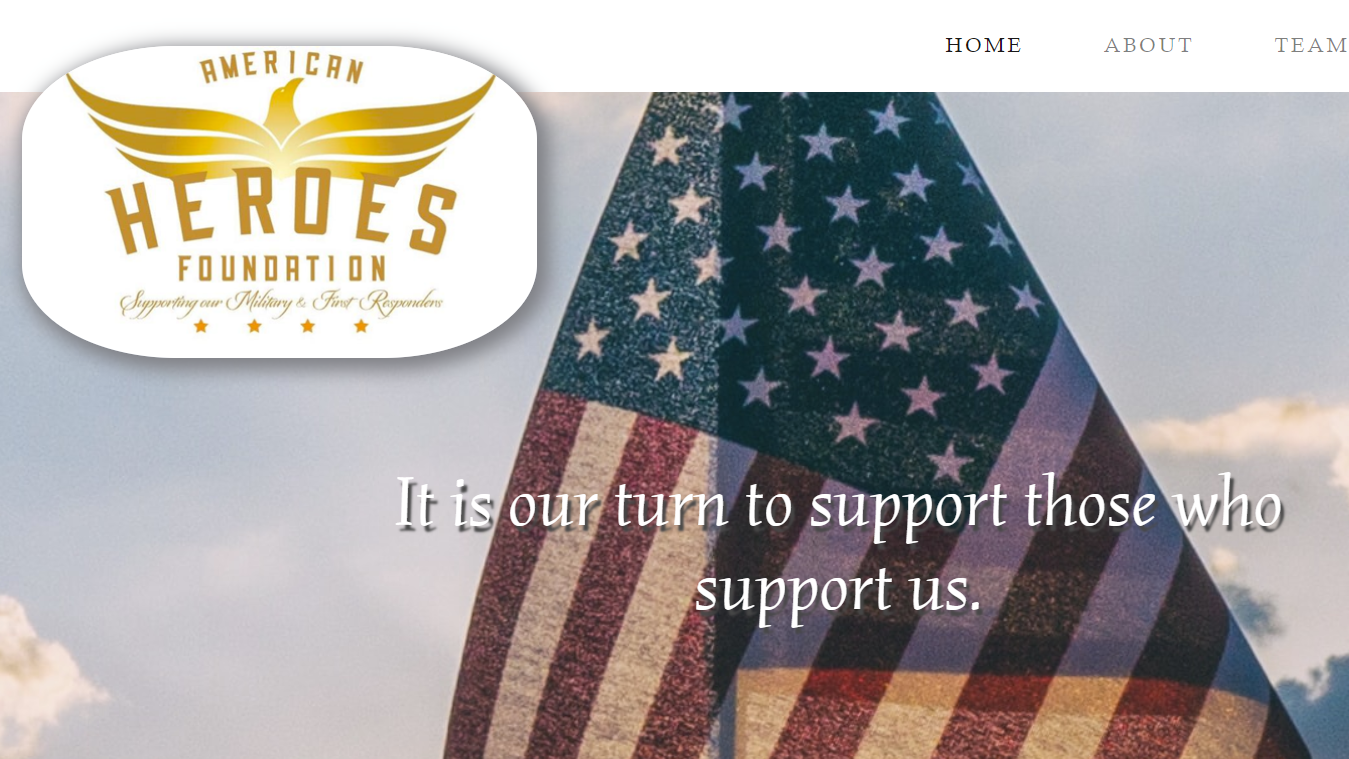 HOME ABOUT TEAM
AMERICAN
HEROES
FOUNDATION
Supporting our Military & First Responders
It is our turn to support those who
support us.